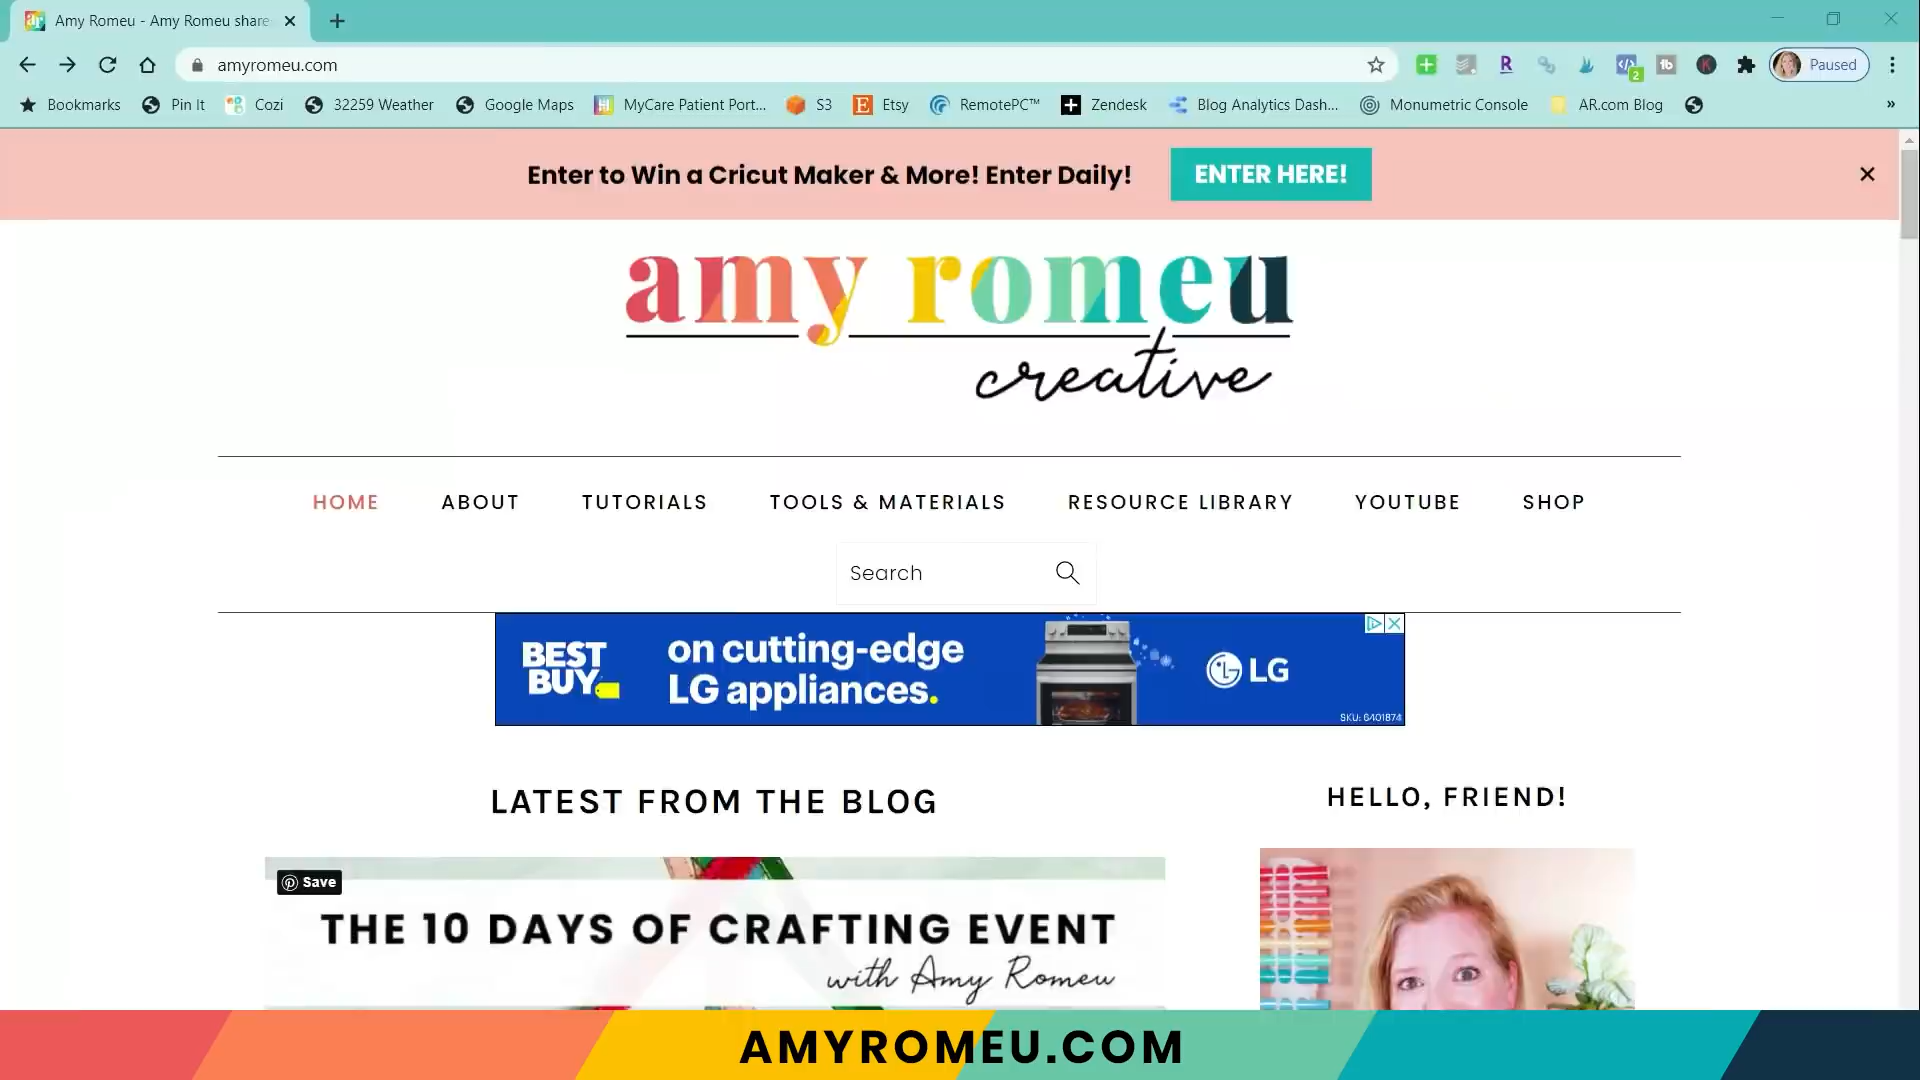 Amy Romeu - Amy Romeu share
amyromeu.com
Paused
Bookmarks Pin It Cozi 32259 Weather Google Maps MyCare Patient Port... S3 Etsy RemotePC™ Zendesk Blog Analytics Dash... Monumetric Console AR.com Blog »
Enter to Win a Cricut Maker & More! Enter Daily! ENTER HERE!
amy romeu
creative
HOME ABOUT TUTORIALS TOOLS & MATERIALS RESOURCE LIBRARY YOUTUBE SHOP
Search
BEST BUY
on cutting-edge
LG appliances.
LG
SKU: 6401874
LATEST FROM THE BLOG
HELLO, FRIEND!
Save
THE 10 DAYS OF CRAFTING EVENT
with Amy Romeu
AMYROMEU.COM